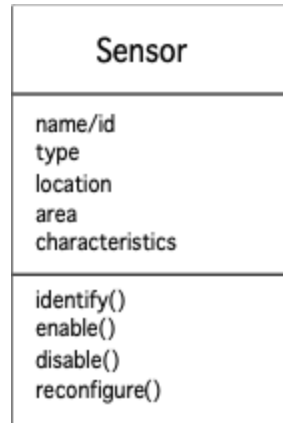 Sensor
name/id
type
location
area
characteristics
identify()
enable()
disable()
reconfigure()